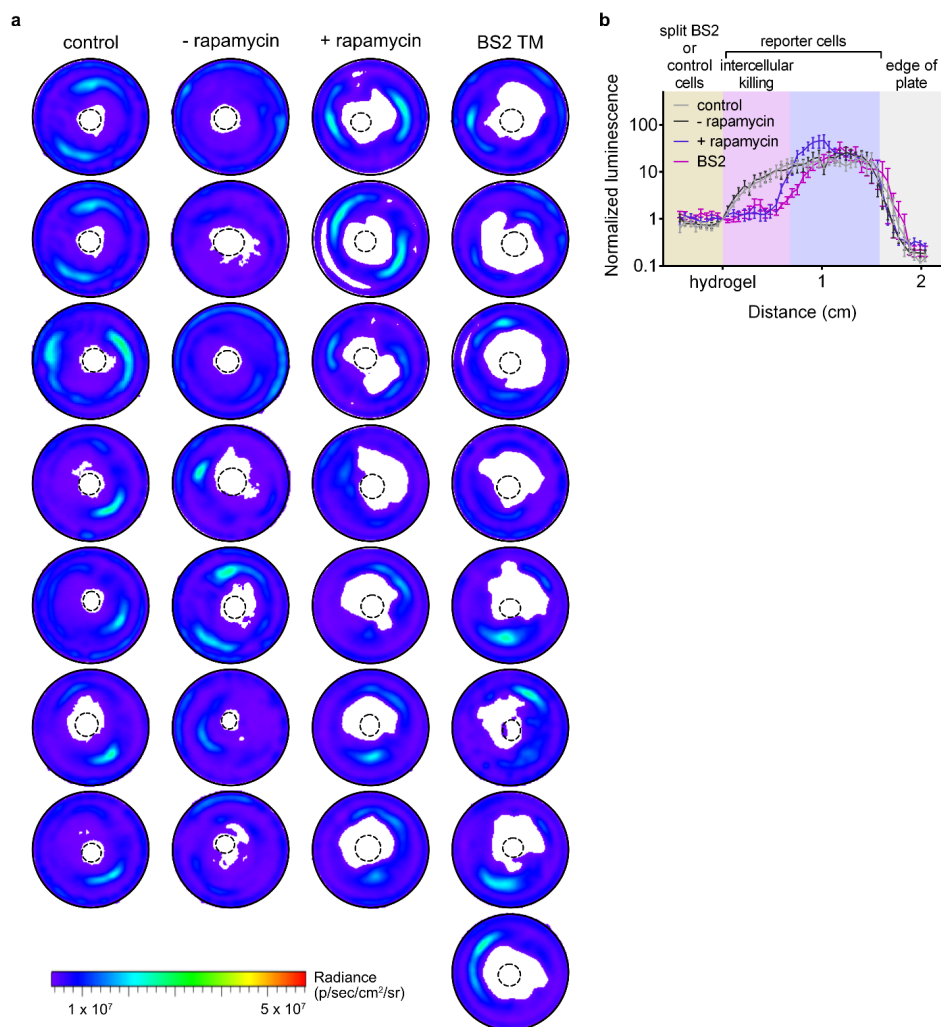 a
control
- rapamycin
+ rapamycin
BS2 TM
Radiance
(p/sec/cm²/sr)
1 x 10⁷
5 x 10⁷
b
split BS2
or
control
cells
reporter cells
intercellular
killing
edge of
plate
control
- rapamycin
+ rapamycin
BS2
Normalized luminescence
100
10
1
0.1
hydrogel
1
2
Distance (cm)